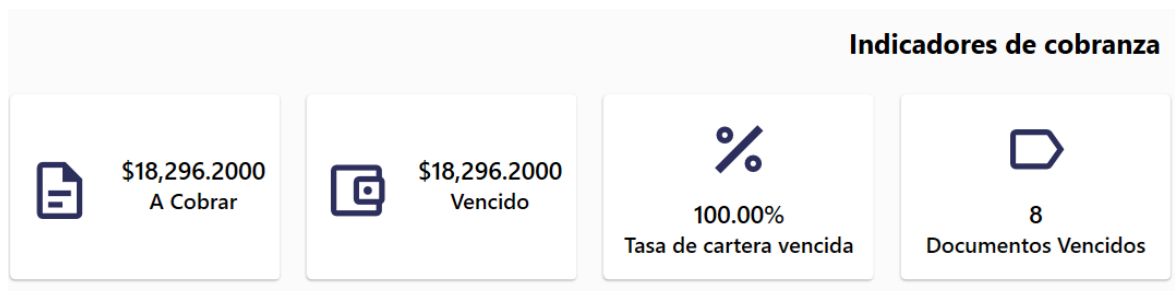 Indicadores de cobranza
$18,296.2000
A Cobrar
$18,296.2000
Vencido
100.00%
Tasa de cartera vencida
8
Documentos Vencidos